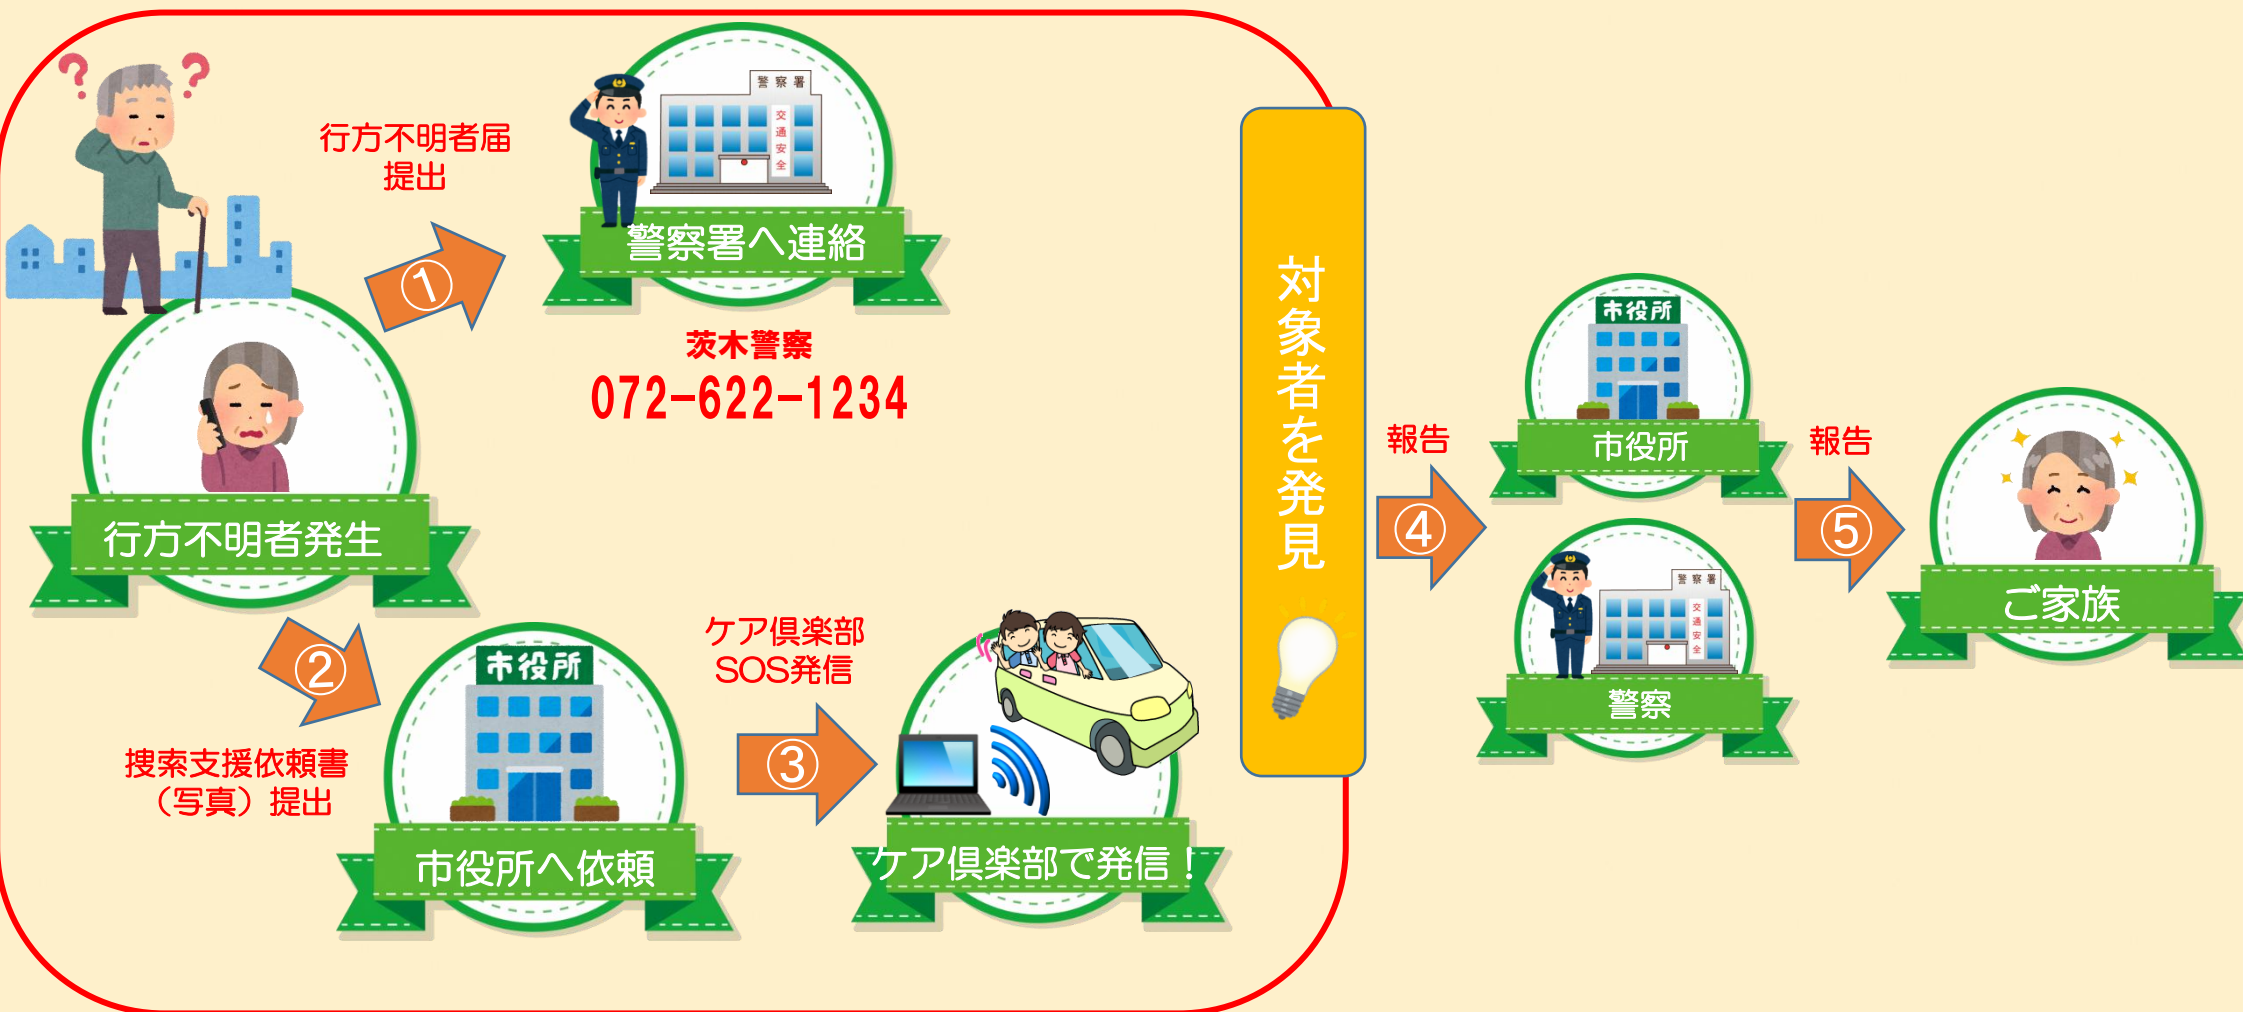 行方不明者届
提出
①
警察署
交通安全
警察署へ連絡
茨木警察
072-622-1234
行方不明者発生
②
捜索支援依頼書
（写真）提出
市役所
市役所へ依頼
ケア倶楽部
SOS発信
③
ケア倶楽部で発信！
対象者を発見
報告
④
市役所
市役所
警察署
交通安全
警察
報告
⑤
ご家族